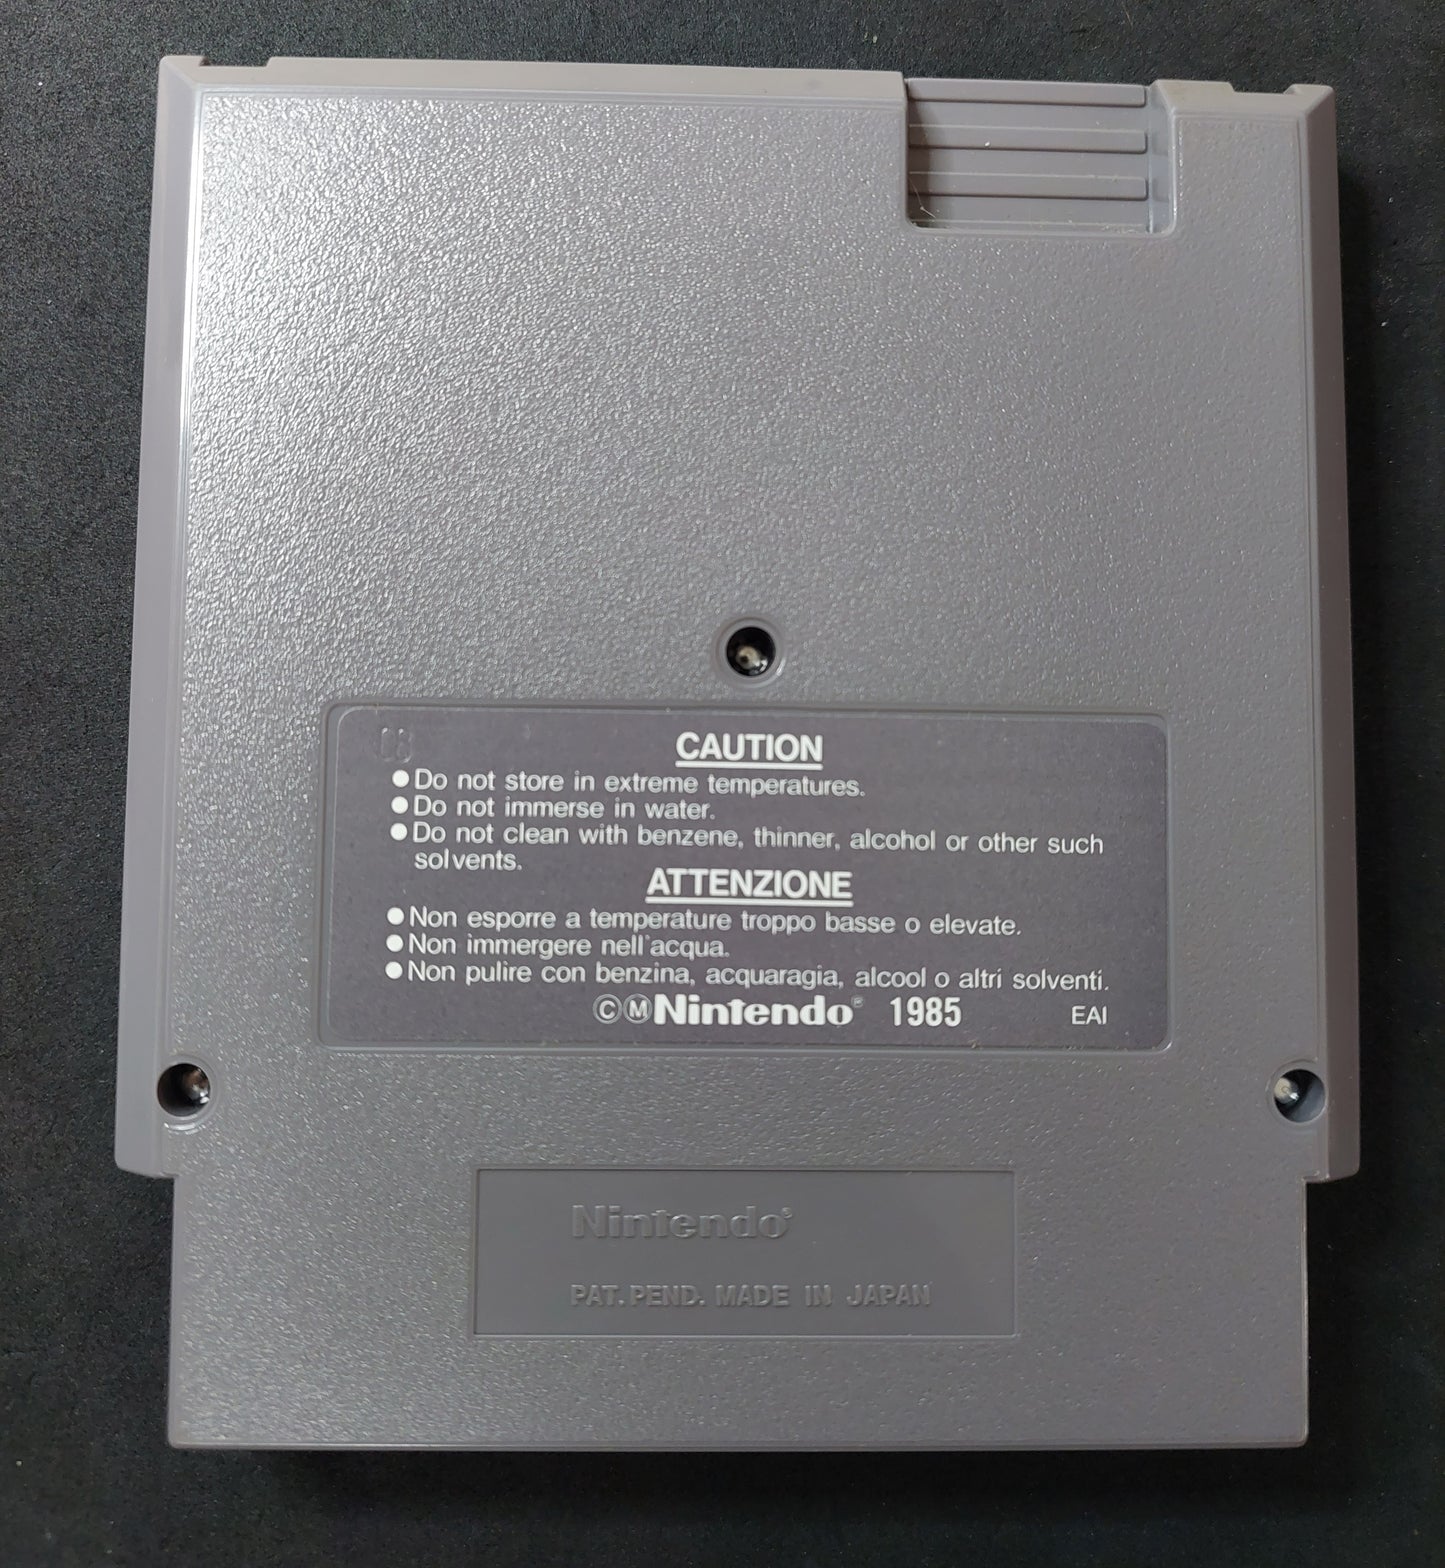 CAUTION
●Do not store in extreme temperatures.
●Do not immerse in water.
●Do not clean with benzene, thinner, alcohol or other such
solvents.
ATTENZIONE
●Non esporre a temperature troppo basse o elevate.
●Non immergere nell'acqua.
●Non pulire con benzina, acquaragia, alcool o altri solventi.
©ⓂNintendo® 1985 EAI
Nintendo®
PAT. PEND. MADE IN JAPAN